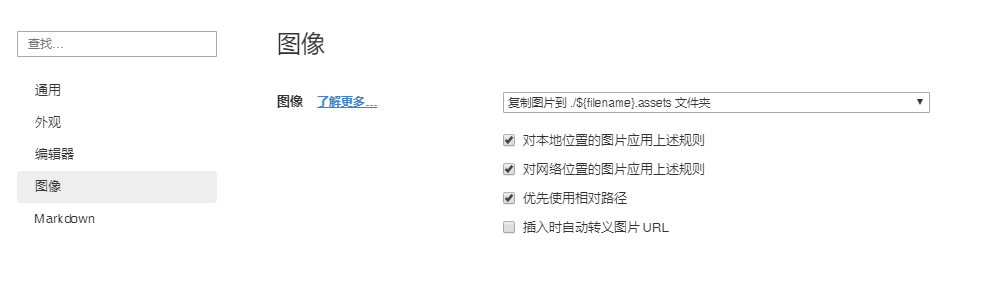 查找...
通用
外观
编辑器
图像
Markdown
图像
图像 了解更多...
复制图片到 ./${filename}.assets 文件夹
对本地位置的图片应用上述规则
对网络位置的图片应用上述规则
优先使用相对路径
插入时自动转义图片 URL